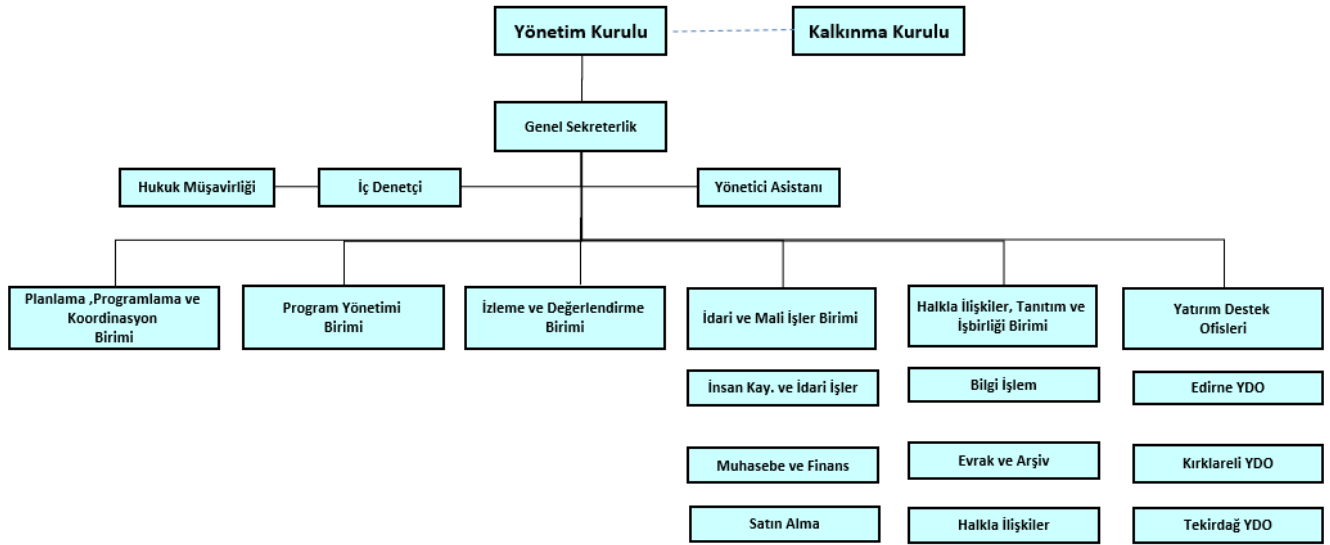 Yönetim Kurulu
Kalkınma Kurulu
Genel Sekreterlik
Hukuk Müşavirliği
İç Denetçi
Yönetici Asistanı
Planlama ,Programlama ve
Koordinasyon
Birimi
Program Yönetimi
Birimi
İzleme ve Değerlendirme
Birimi
İdari ve Mali İşler Birimi
Halkla İlişkiler, Tanıtım ve
İşbirliği Birimi
Yatırım Destek
Ofisleri
İnsan Kay. ve İdari İşler
Bilgi İşlem
Edirne YDO
Muhasebe ve Finans
Evrak ve Arşiv
Kırklareli YDO
Satın Alma
Halkla İlişkiler
Tekirdağ YDO